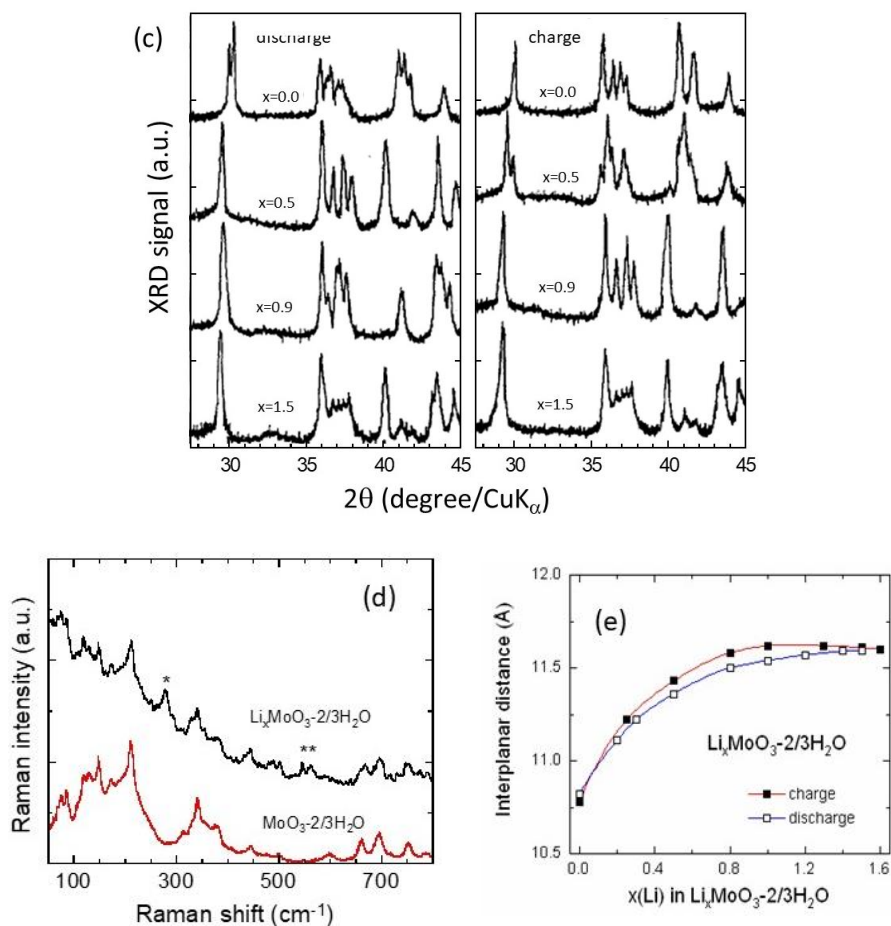 (c)
discharge
charge
x=0.0
x=0.0
x=0.5
x=0.5
x=0.9
x=0.9
x=1.5
x=1.5
XRD signal (a.u.)
30 35 40 45
30 35 40 45
2θ (degree/CuKα)
(d)
Raman intensity (a.u.)
*
**
LiₓMoO₃-2/3H₂O
MoO₃-2/3H₂O
100 300 500 700
Raman shift (cm⁻¹)
(e)
Interplanar distance (Å)
12.0
11.5
11.0
10.5
LiₓMoO₃-2/3H₂O
charge
discharge
0.0 0.4 0.8 1.2 1.6
x(Li) in LiₓMoO₃-2/3H₂O